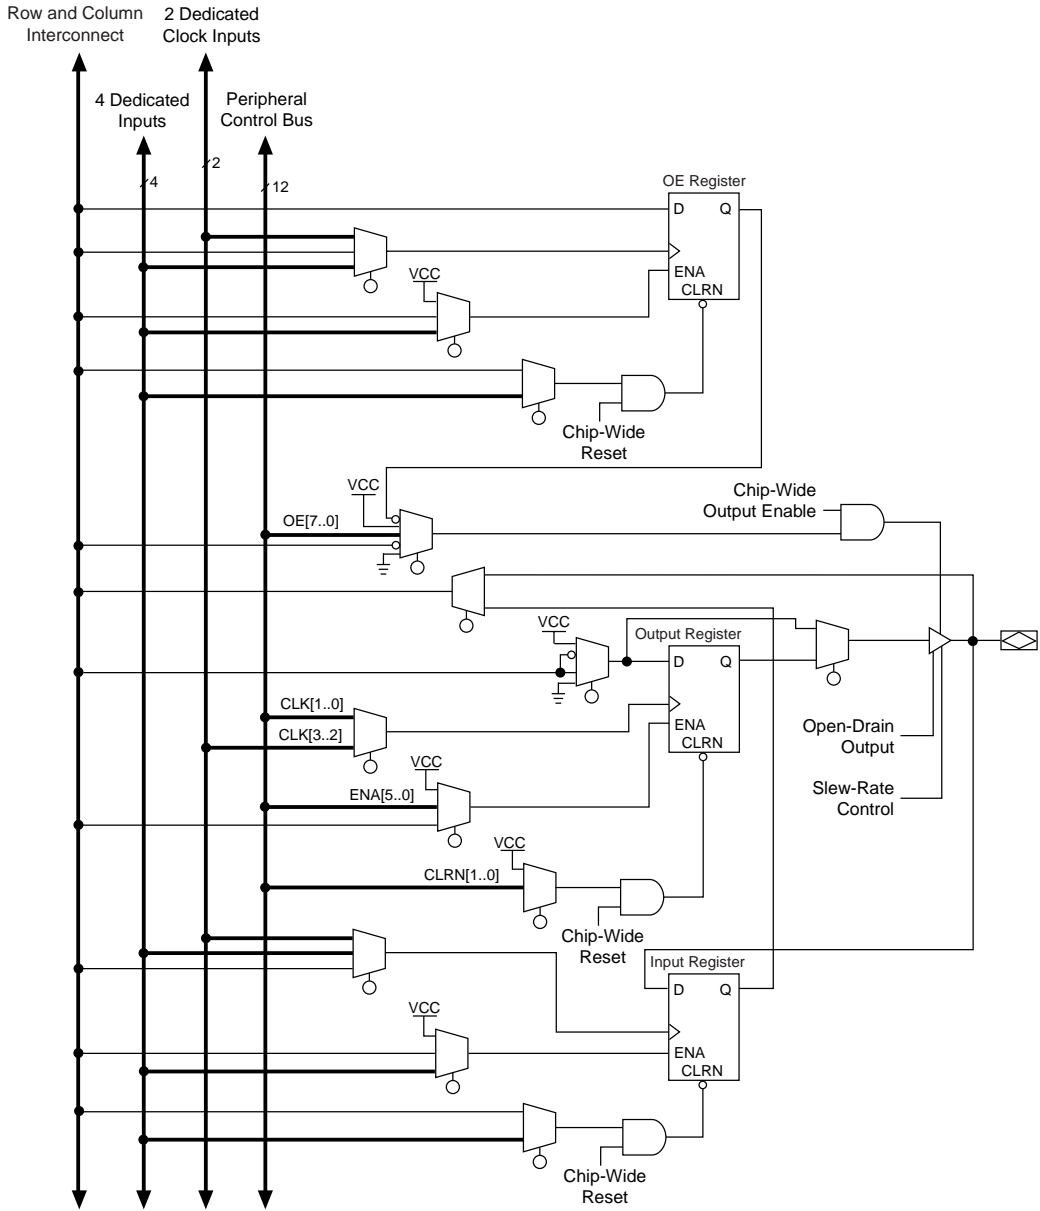 Row and Column
Interconnect
2 Dedicated
Clock Inputs
4 Dedicated
Inputs
Peripheral
Control Bus
2
4
12
OE Register
D Q
ENA
CLRN
VCC
Chip-Wide
Reset
VCC
OE[7..0]
Chip-Wide
Output Enable
VCC
Output Register
D Q
ENA
CLRN
CLK[1..0]
CLK[3..2]
Open-Drain
Output
VCC
ENA[5..0]
Slew-Rate
Control
VCC
CLRN[1..0]
Chip-Wide
Reset
Input Register
D Q
ENA
CLRN
VCC
Chip-Wide
Reset